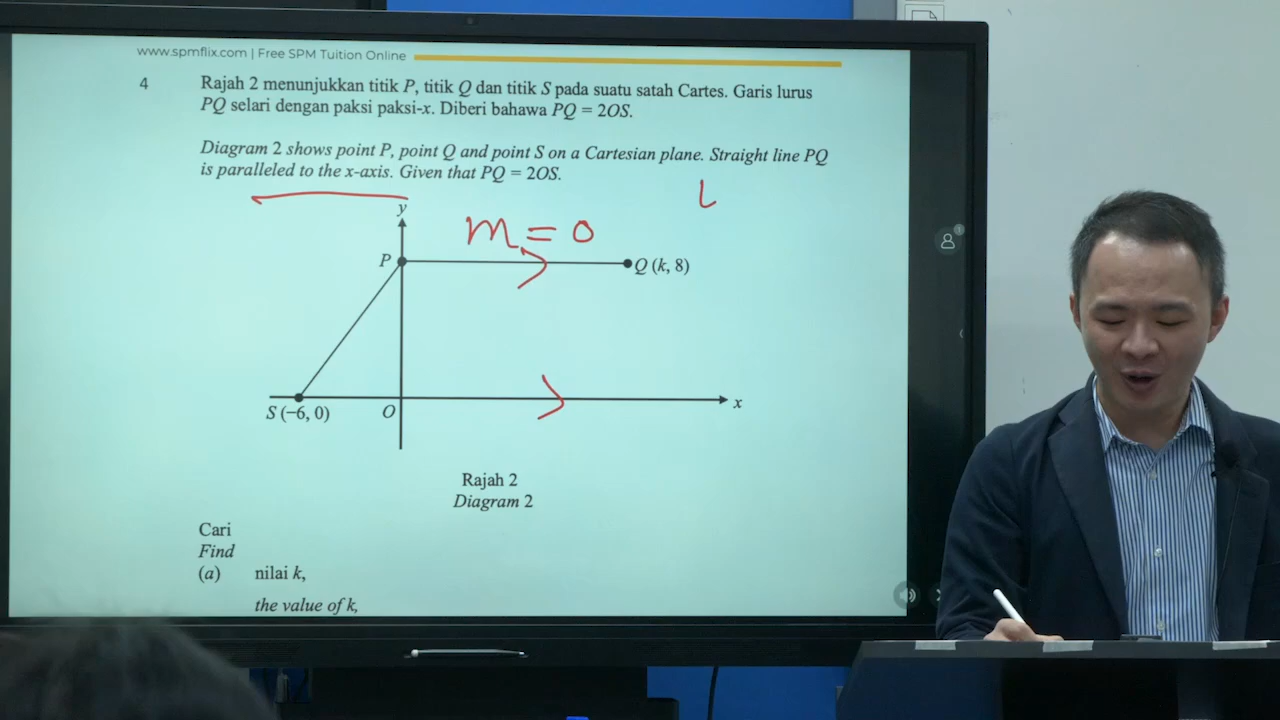 www.spmflix.com | Free SPM Tuition Online
4 Rajah 2 menunjukkan titik P, titik Q dan titik S pada suatu satah Cartes. Garis lurus
PQ selari dengan paksi paksi-x. Diberi bahawa PQ = 2OS.
Diagram 2 shows point P, point Q and point S on a Cartesian plane. Straight line PQ
is paralleled to the x-axis. Given that PQ = 2OS.
y
m = 0
P
Q (k, 8)
S (−6, 0)
O
x
Rajah 2
Diagram 2
Cari
Find
(a) nilai k,
the value of k,